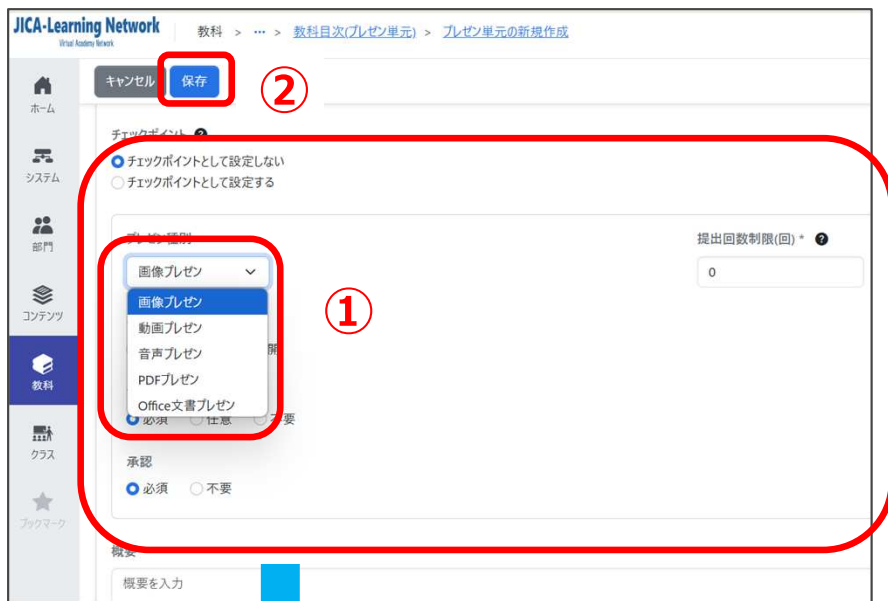 JICA-Learning Network
Virtual Academy Network
教科 > ... > 教科目次(プレゼン単元) > プレゼン単元の新規作成
キャンセル
保存
②
ホーム
システム
部門
コンテンツ
教科
クラス
ブックマーク
チェックポイント
チェックポイントとして設定しない
チェックポイントとして設定する
プレゼン種別
提出回数制限(回) *
画像プレゼン
0
画像プレゼン
動画プレゼン
音声プレゼン
PDFプレゼン
Office文書プレゼン
①
開
必須 任意 不要
承認
必須 不要
概要
概要を入力